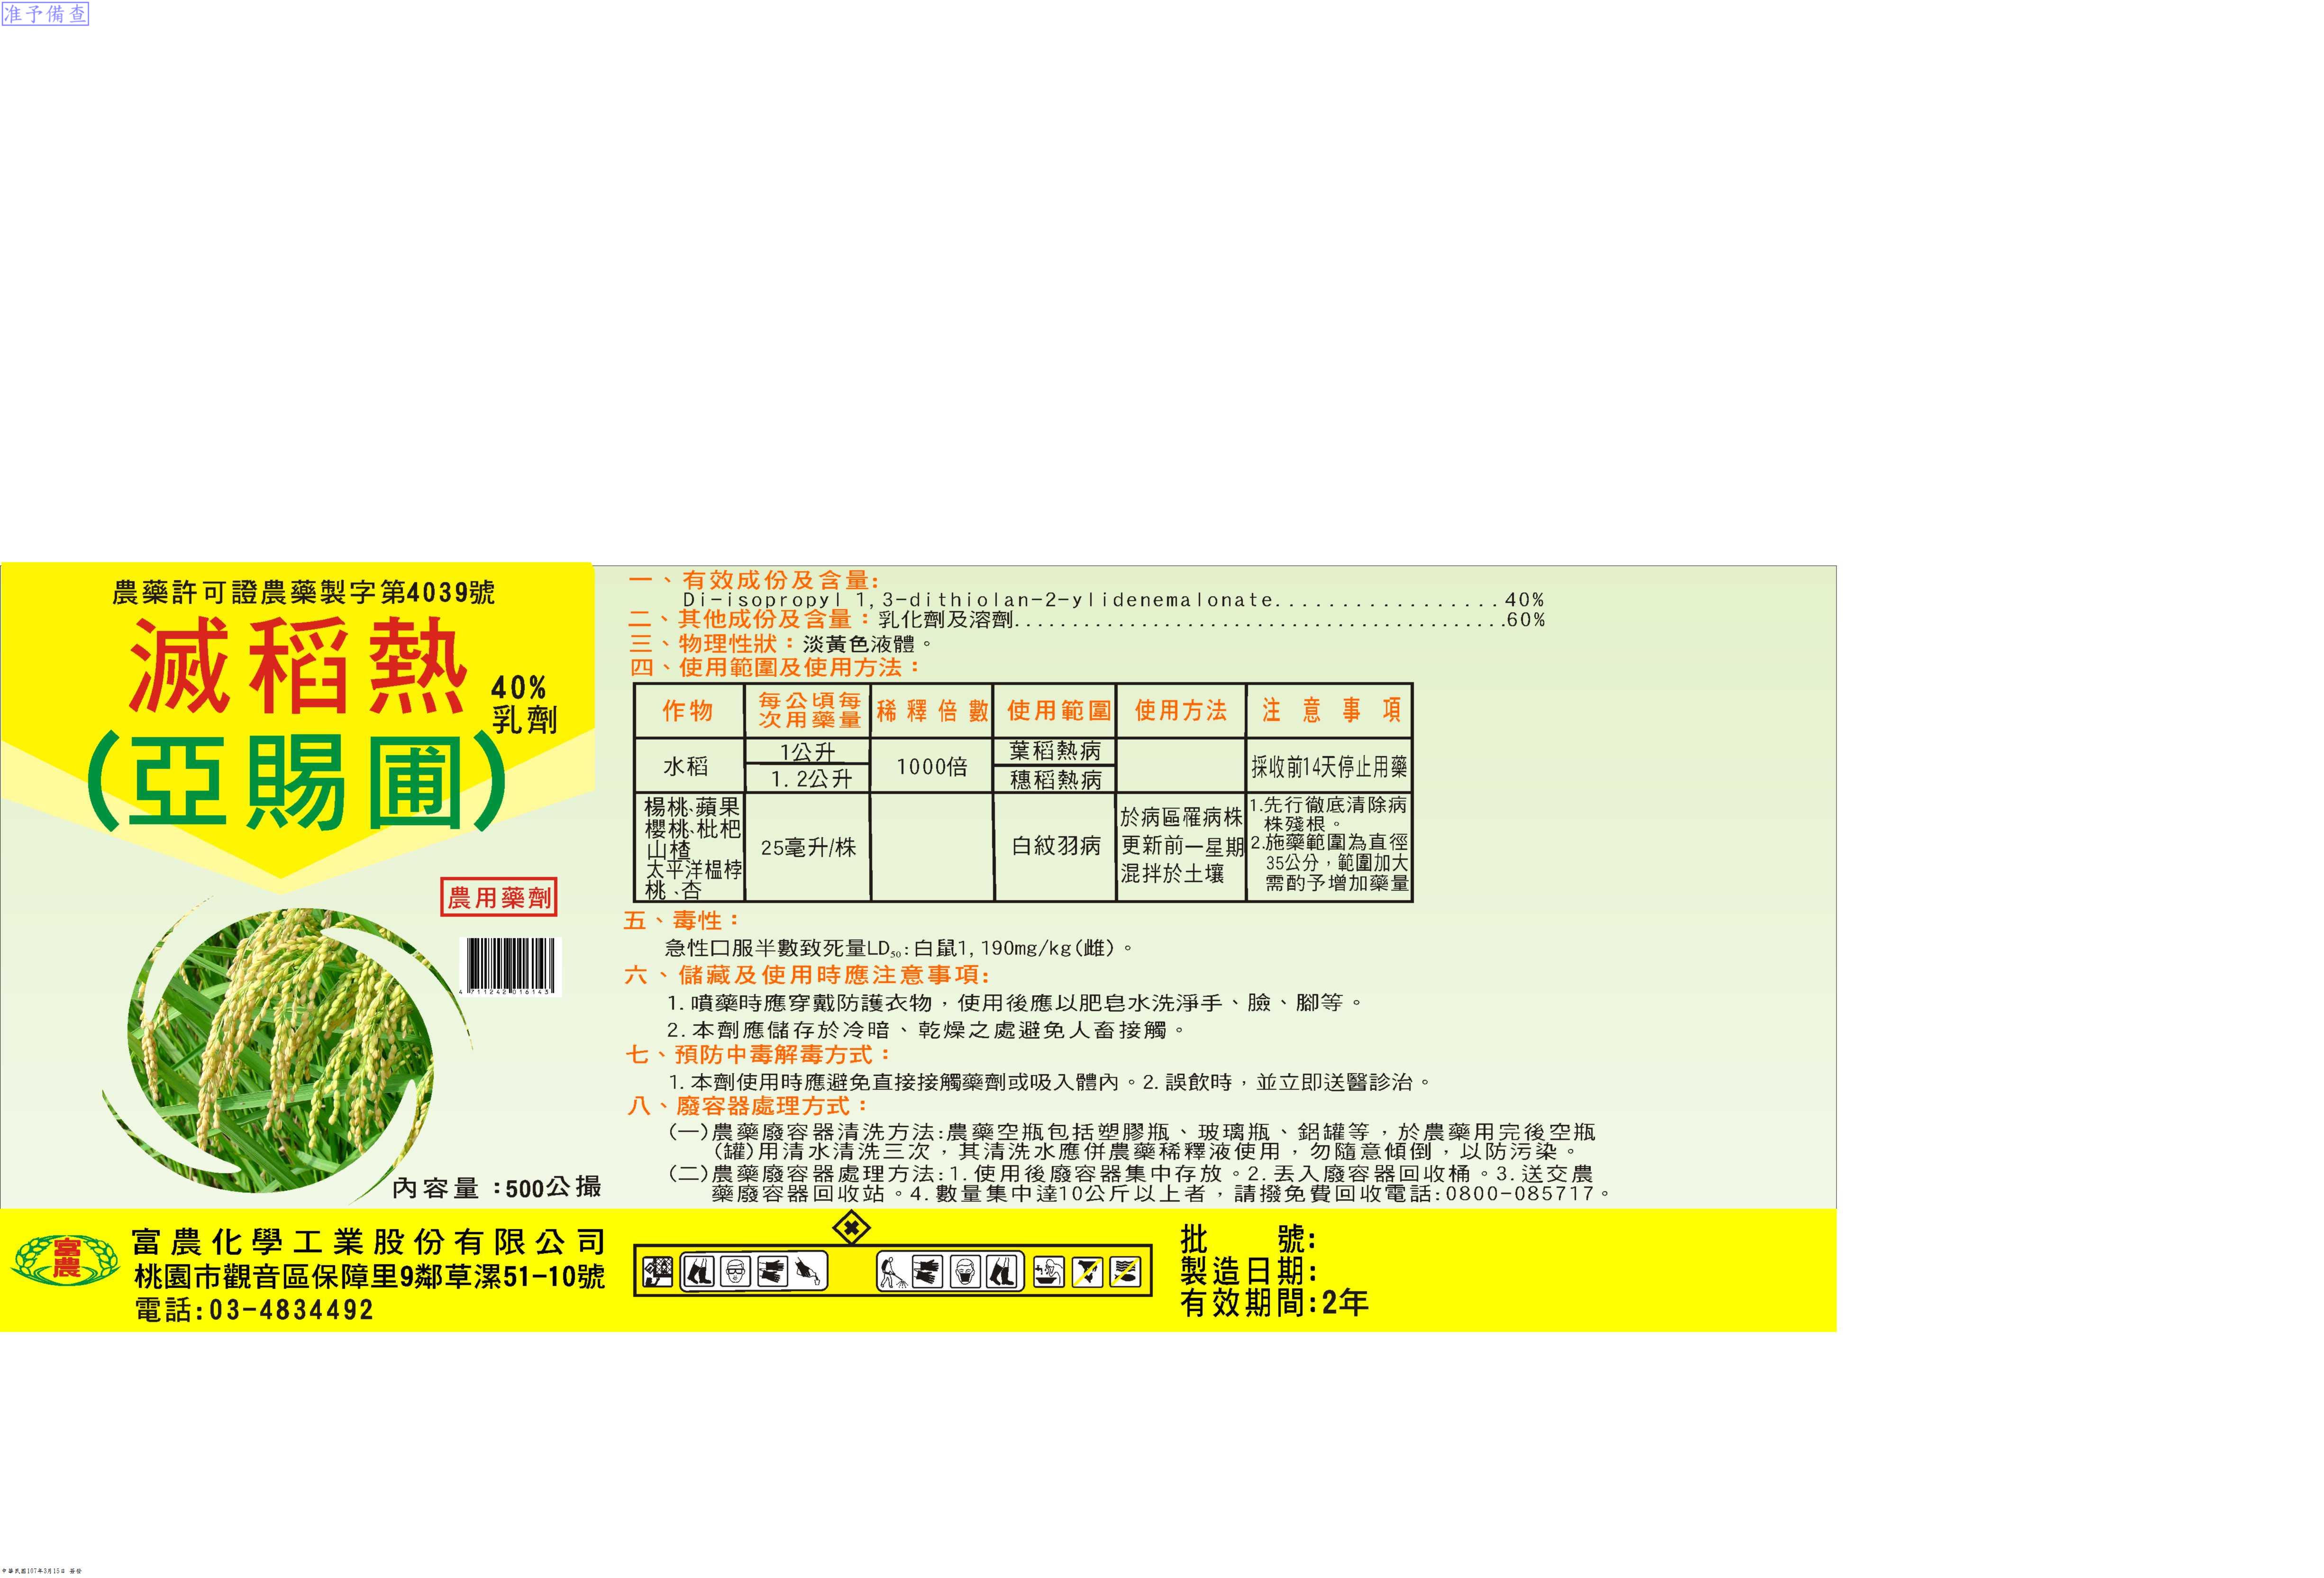 准予備查
農藥許可證農藥製字第4039號
滅稻熱
40%
乳劑
(亞賜圃)
農用藥劑
4 711242 016143
內容量：500公撮
富農
富農化學工業股份有限公司
桃園市觀音區保障里9鄰草漯51-10號
電話:03-4834492
一、有效成份及含量:
Di-isopropyl 1,3-dithiolan-2-ylidenemalonate..................40%
二、其他成份及含量：乳化劑及溶劑..........................................60%
三、物理性狀：淡黃色液體。
四、使用範圍及使用方法：
作物 每公頃每次用藥量 稀釋倍數 使用範圍 使用方法 注意事項
水稻 1公升 1000倍 葉稻熱病 採收前14天停止用藥
1.2公升 穗稻熱病
楊桃、蘋果
櫻桃、枇杷
山楂
太平洋榲桲
桃、杏
25毫升/株
白紋羽病
於病區罹病株
更新前一星期
混拌於土壤
1.先行徹底清除病
株殘根。
2.施藥範圍為直徑
35公分，範圍加大
需酌予增加藥量
五、毒性：
急性口服半數致死量LD50:白鼠1,190mg/kg(雌)。
六、儲藏及使用時應注意事項:
1.噴藥時應穿戴防護衣物，使用後應以肥皂水洗淨手、臉、腳等。
2.本劑應儲存於冷暗、乾燥之處避免人畜接觸。
七、預防中毒解毒方式：
1.本劑使用時應避免直接接觸藥劑或吸入體內。2.誤飲時，並立即送醫診治。
八、廢容器處理方式：
(一)農藥廢容器清洗方法:農藥空瓶包括塑膠瓶、玻璃瓶、鋁罐等，於農藥用完後空瓶
(罐)用清水清洗三次，其清洗水應併農藥稀釋液使用，勿隨意傾倒，以防污染。
(二)農藥廢容器處理方法:1.使用後廢容器集中存放。2.丟入廢容器回收桶。3.送交農
藥廢容器回收站。4.數量集中達10公斤以上者，請撥免費回收電話:0800-085717。
批號:
製造日期:
有效期間:2年
中華民國107年3月15日 簽發